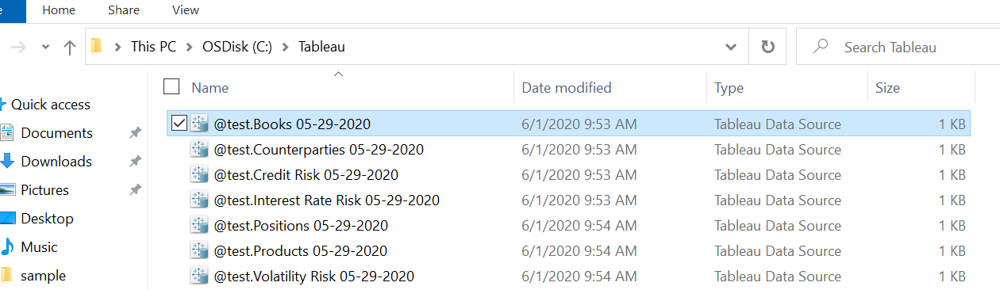 Home Share View
This PC OSDisk (C:) Tableau Search Tableau
Name Date modified Type Size
Quick access
Documents
Downloads
Pictures
Desktop
Music
sample
@test.Books 05-29-2020 6/1/2020 9:53 AM Tableau Data Source 1 KB
@test.Counterparties 05-29-2020 6/1/2020 9:53 AM Tableau Data Source 1 KB
@test.Credit Risk 05-29-2020 6/1/2020 9:53 AM Tableau Data Source 1 KB
@test.Interest Rate Risk 05-29-2020 6/1/2020 9:53 AM Tableau Data Source 1 KB
@test.Positions 05-29-2020 6/1/2020 9:54 AM Tableau Data Source 1 KB
@test.Products 05-29-2020 6/1/2020 9:54 AM Tableau Data Source 1 KB
@test.Volatility Risk 05-29-2020 6/1/2020 9:54 AM Tableau Data Source 1 KB